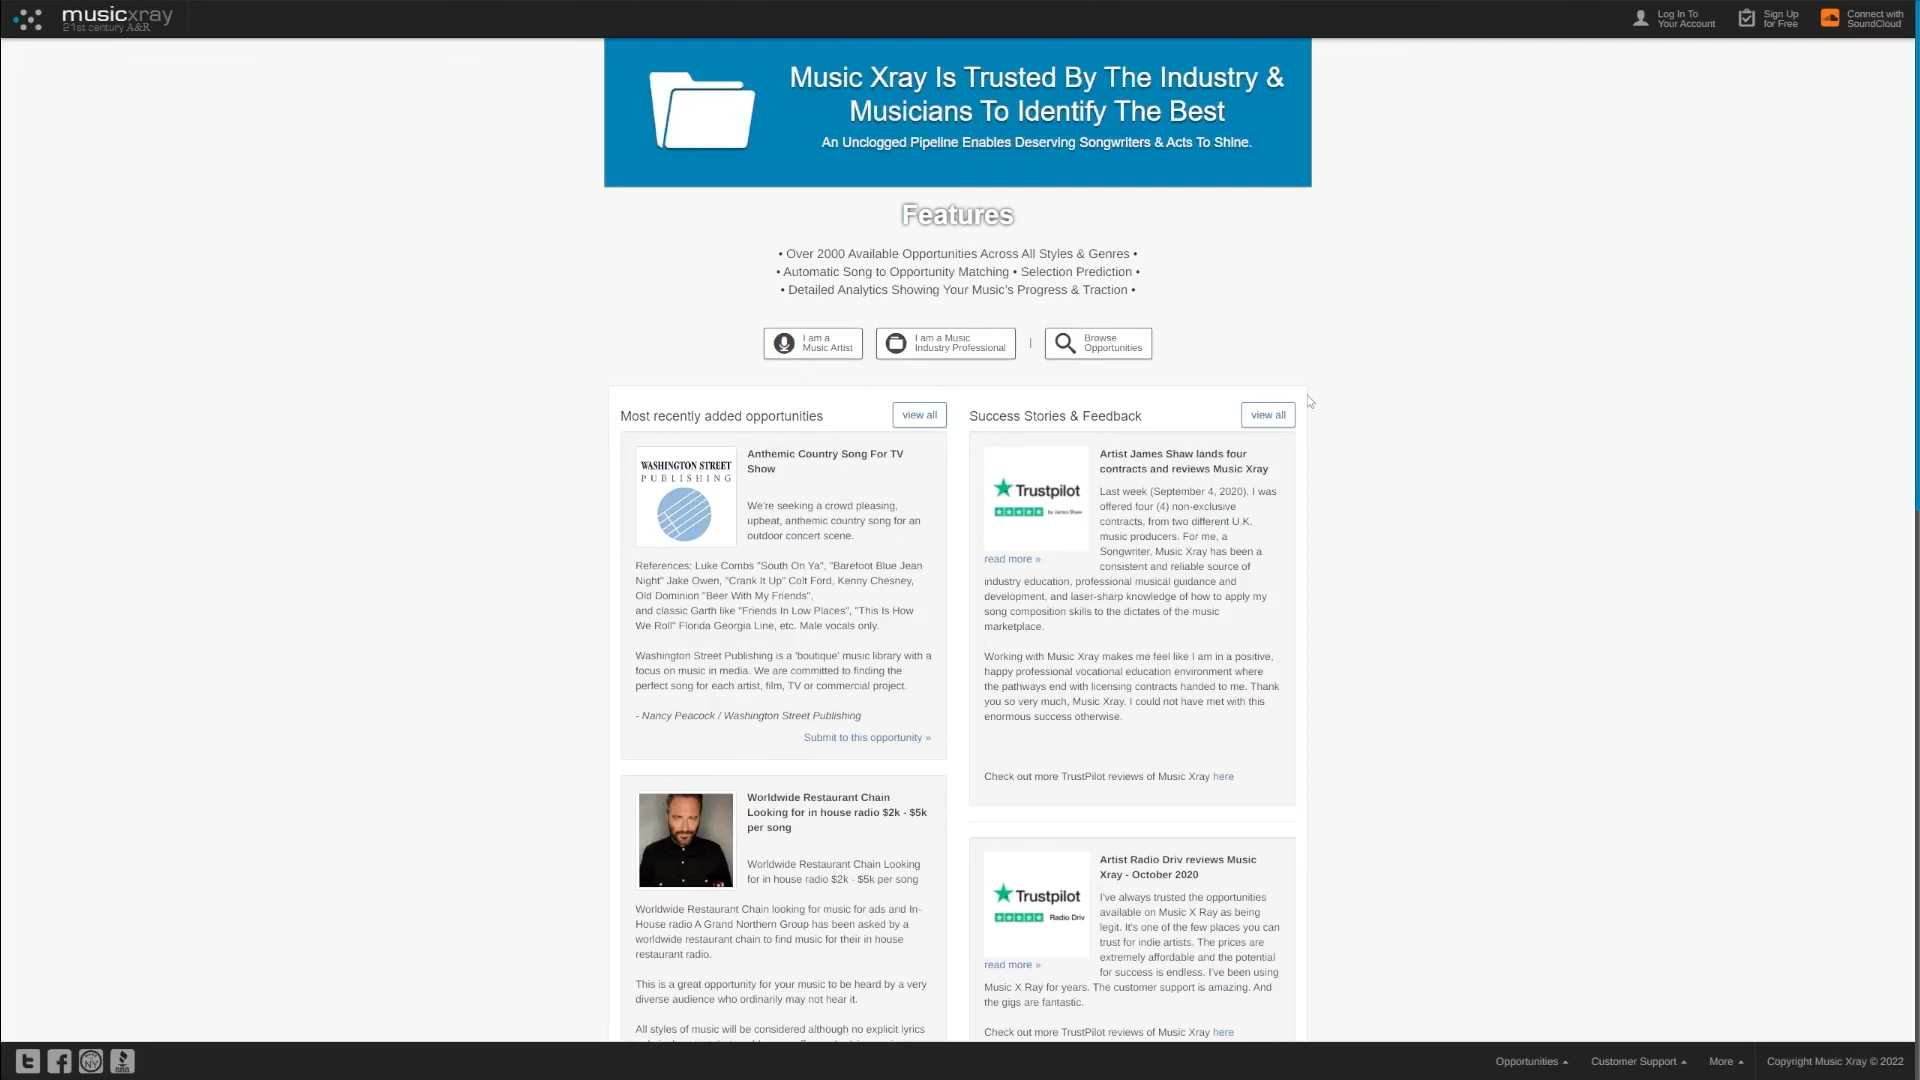 musicxray
21st century A&R
Log In To
Your Account
Sign Up
for Free
Connect with
SoundCloud
Music Xray Is Trusted By The Industry &
Musicians To Identify The Best
An Unclogged Pipeline Enables Deserving Songwriters & Acts To Shine.
Features
• Over 2000 Available Opportunities Across All Styles & Genres •
• Automatic Song to Opportunity Matching • Selection Prediction •
• Detailed Analytics Showing Your Music's Progress & Traction •
I am a
Music Artist
I am a Music
Industry Professional
|
Browse
Opportunities
Most recently added opportunities
view all
WASHINGTON STREET
PUBLISHING
Anthemic Country Song For TV
Show
We're seeking a crowd pleasing,
upbeat, anthemic country song for an
outdoor concert scene.
References: Luke Combs "South On Ya", "Barefoot Blue Jean
Night" Jake Owen, "Crank It Up" Colt Ford, Kenny Chesney,
Old Dominion "Beer With My Friends",
and classic Garth like "Friends In Low Places", "This Is How
We Roll" Florida Georgia Line, etc. Male vocals only.
Washington Street Publishing is a 'boutique' music library with a
focus on music in media. We are committed to finding the
perfect song for each artist, film, TV or commercial project.
- Nancy Peacock / Washington Street Publishing
Submit to this opportunity »
Worldwide Restaurant Chain
Looking for in house radio $2k - $5k
per song
Worldwide Restaurant Chain Looking
for in house radio $2k - $5k per song
Worldwide Restaurant Chain looking for music for ads and In-
House radio A Grand Northern Group has been asked by a
worldwide restaurant chain to find music for their in house
restaurant radio.
This is a great opportunity for your music to be heard by a very
diverse audience who ordinarily may not hear it.
All styles of music will be considered although no explicit lyrics
Success Stories & Feedback
view all
Trustpilot
by James Shaw
read more »
Artist James Shaw lands four
contracts and reviews Music Xray
Last week (September 4, 2020), I was
offered four (4) non-exclusive
contracts, from two different U.K.
music producers. For me, a
Songwriter, Music Xray has been a
consistent and reliable source of
industry education, professional musical guidance and
development, and laser-sharp knowledge of how to apply my
song composition skills to the dictates of the music
marketplace.
Working with Music Xray makes me feel like I am in a positive,
happy professional vocational education environment where
the pathways end with licensing contracts handed to me. Thank
you so very much, Music Xray. I could not have met with this
enormous success otherwise.
Check out more TrustPilot reviews of Music Xray here
Trustpilot
Radio Driv
read more »
Artist Radio Driv reviews Music
Xray - October 2020
I've always trusted the opportunities
available on Music X Ray as being
legit. It's one of the few places you can
trust for indie artists. The prices are
extremely affordable and the potential
for success is endless. I've been using
Music X Ray for years. The customer support is amazing. And
the gigs are fantastic.
Check out more TrustPilot reviews of Music Xray here
NY
BBB
Opportunities
Customer Support
More
Copyright Music Xray © 2022